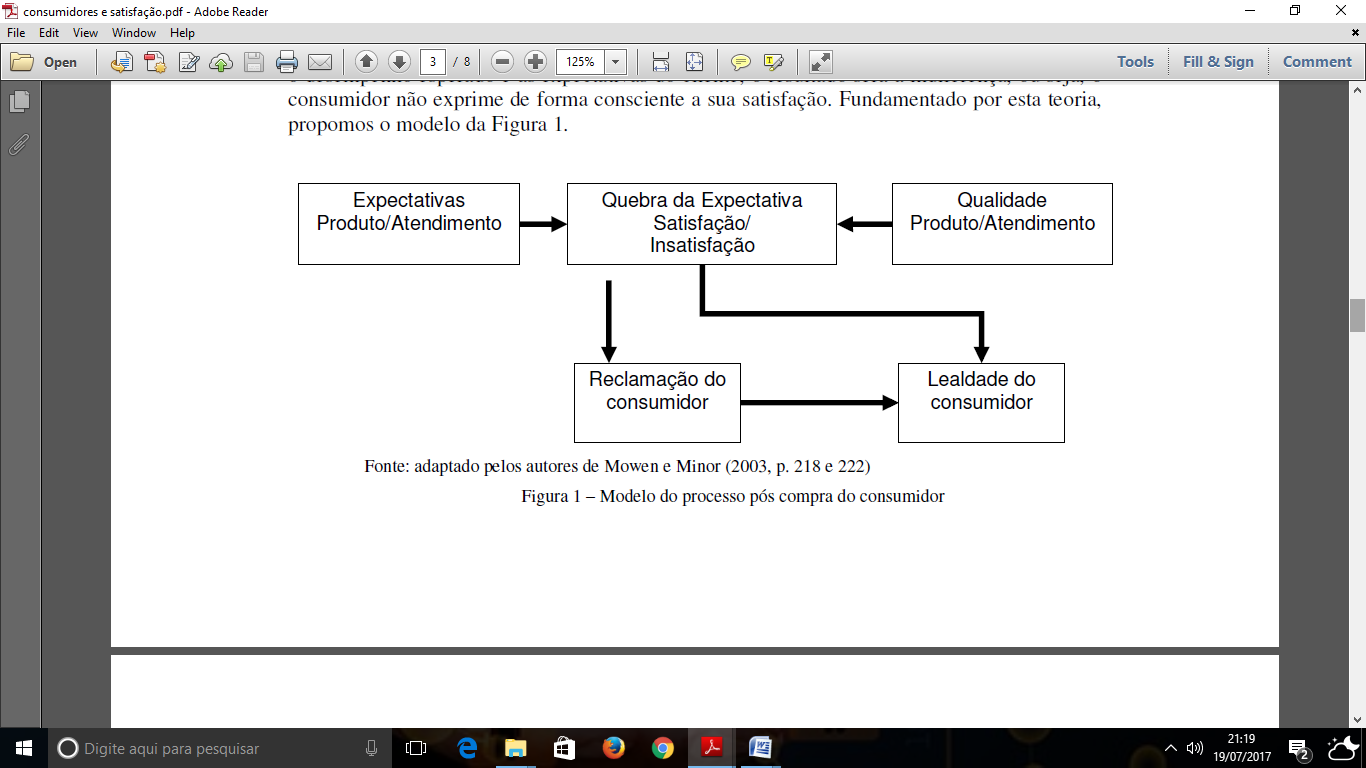 consumidores e satisfação.pdf - Adobe Reader
File Edit View Window Help
Open 3 / 8 125% Tools Fill & Sign Comment
consumidor não exprime de forma consciente a sua satisfação. Fundamentado por esta teoria,
propomos o modelo da Figura 1.
Expectativas
Produto/Atendimento
Quebra da Expectativa
Satisfação/
Insatisfação
Qualidade
Produto/Atendimento
Reclamação do
consumidor
Lealdade do
consumidor
Fonte: adaptado pelos autores de Mowen e Minor (2003, p. 218 e 222)
Figura 1 – Modelo do processo pós compra do consumidor
Digite aqui para pesquisar
21:19
19/07/2017
2